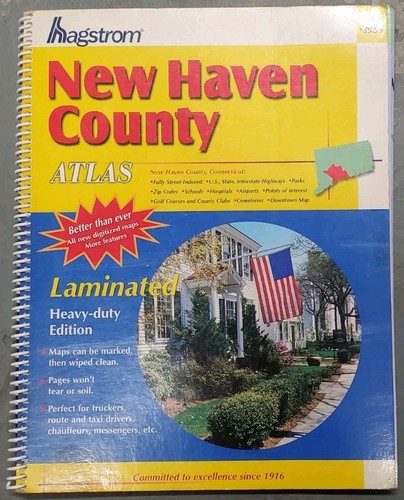 hagstrom®
New Haven
County
ATLAS
New Haven County, Connecticut:
•Fully Street Indexed •U.S., State, Interstate Highways •Parks
•Zip Codes •Schools •Hospitals •Airports •Points of Interest
•Golf Courses and County Clubs •Cemeteries •Downtown Map
Better than ever
All new digitized maps
More features
Laminated
Heavy-duty
Edition
Maps can be marked,
then wiped clean.
Pages won't
tear or soil.
Perfect for truckers,
route and taxi drivers,
chauffeurs, messengers, etc.
Committed to excellence since 1916